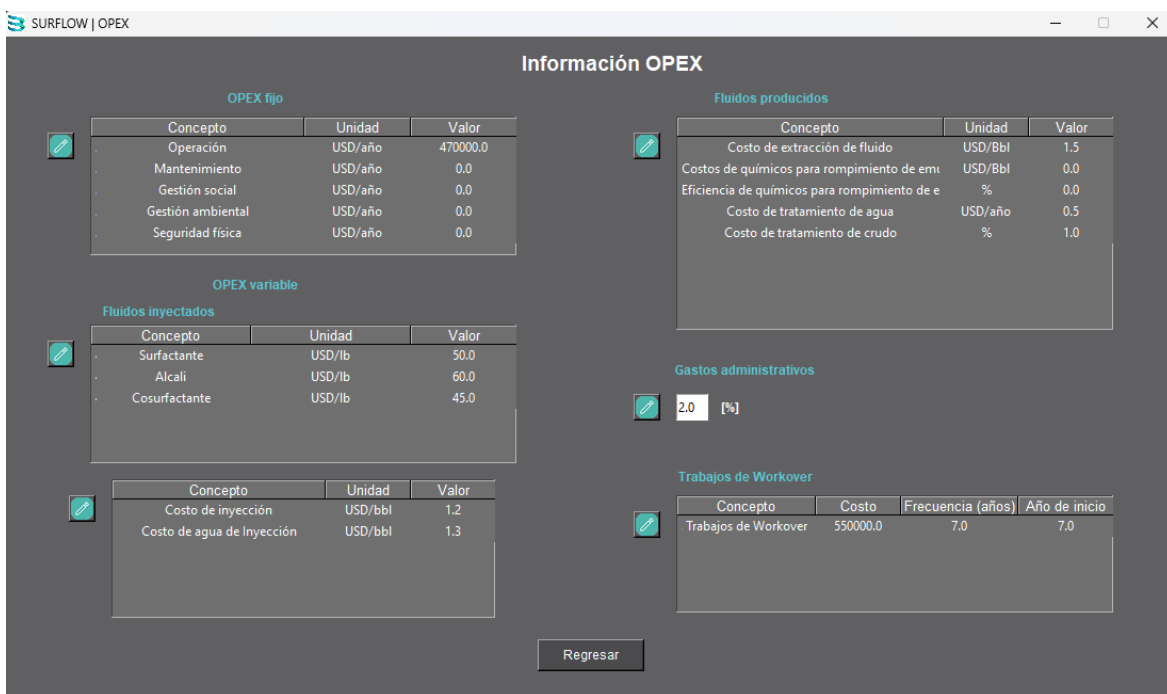 SURFLOW | OPEX
Información OPEX
OPEX fijo
Concepto Unidad Valor
Operación USD/año 470000.0
Mantenimiento USD/año 0.0
Gestión social USD/año 0.0
Gestión ambiental USD/año 0.0
Seguridad física USD/año 0.0
OPEX variable
Fluidos inyectados
Concepto Unidad Valor
Surfactante USD/lb 50.0
Alcali USD/lb 60.0
Cosurfactante USD/lb 45.0
Concepto Unidad Valor
Costo de inyección USD/bbl 1.2
Costo de agua de Inyección USD/bbl 1.3
Fluidos producidos
Concepto Unidad Valor
Costo de extracción de fluido USD/Bbl 1.5
Costos de químicos para rompimiento de emu USD/Bbl 0.0
Eficiencia de químicos para rompimiento de e % 0.0
Costo de tratamiento de agua USD/año 0.5
Costo de tratamiento de crudo % 1.0
Gastos administrativos
2.0 [%]
Trabajos de Workover
Concepto Costo Frecuencia (años) Año de inicio
Trabajos de Workover 550000.0 7.0 7.0
Regresar